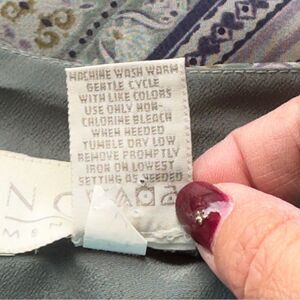 MACHINE WASH WARM
GENTLE CYCLE
WITH LIKE COLORS
USE ONLY NON-
CHLORINE BLEACH
WHEN NEEDED
TUMBLE DRY LOW
REMOVE PROMPTLY
IRON ON LOWEST
SETTING AS NEEDED